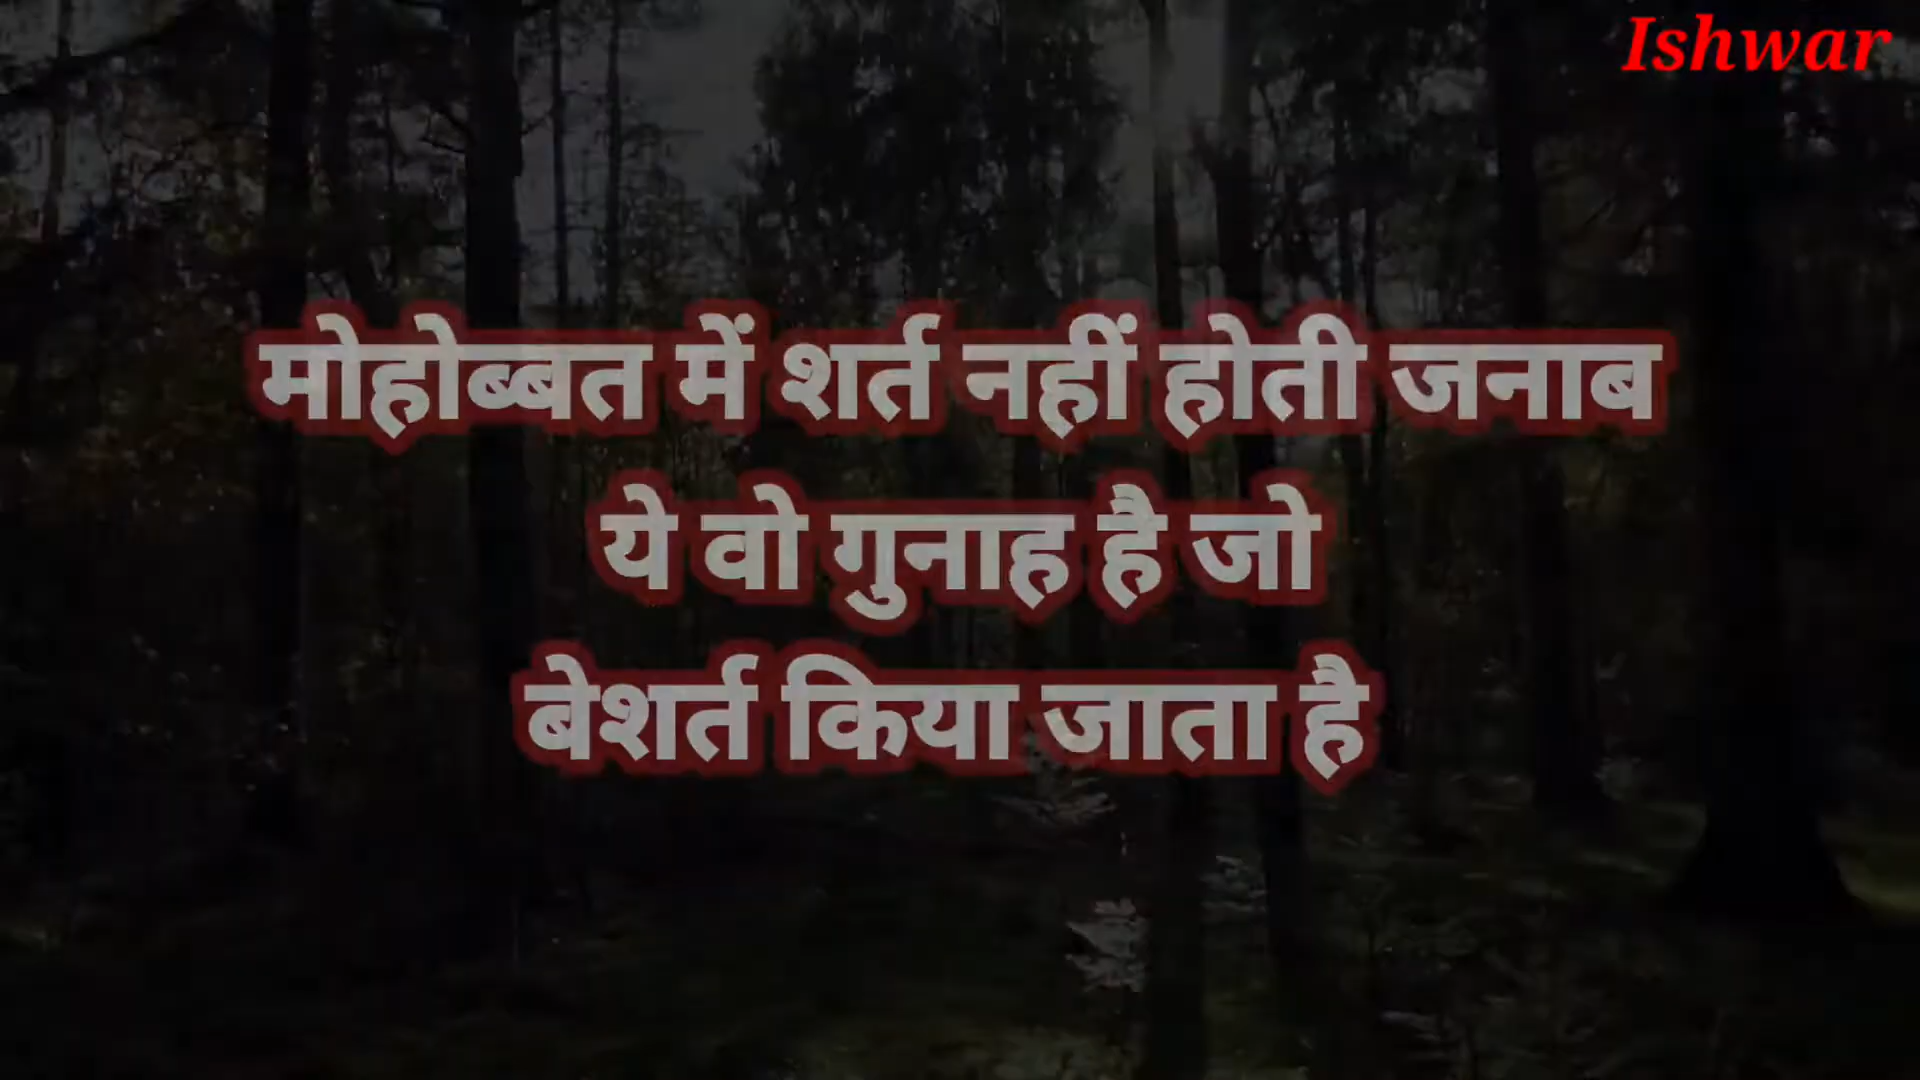 Ishwar
मोहोब्बत में शर्त नहीं होती जनाब
ये वो गुनाह है जो
बेशर्त किया जाता है